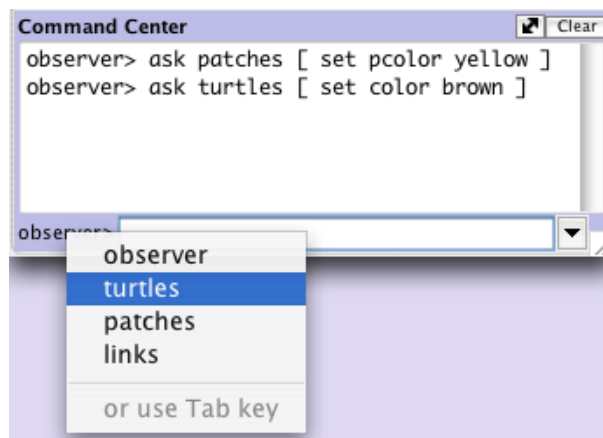 Command Center
Clear
observer> ask patches [ set pcolor yellow ]
observer> ask turtles [ set color brown ]
observer>
observer
turtles
patches
links
or use Tab key